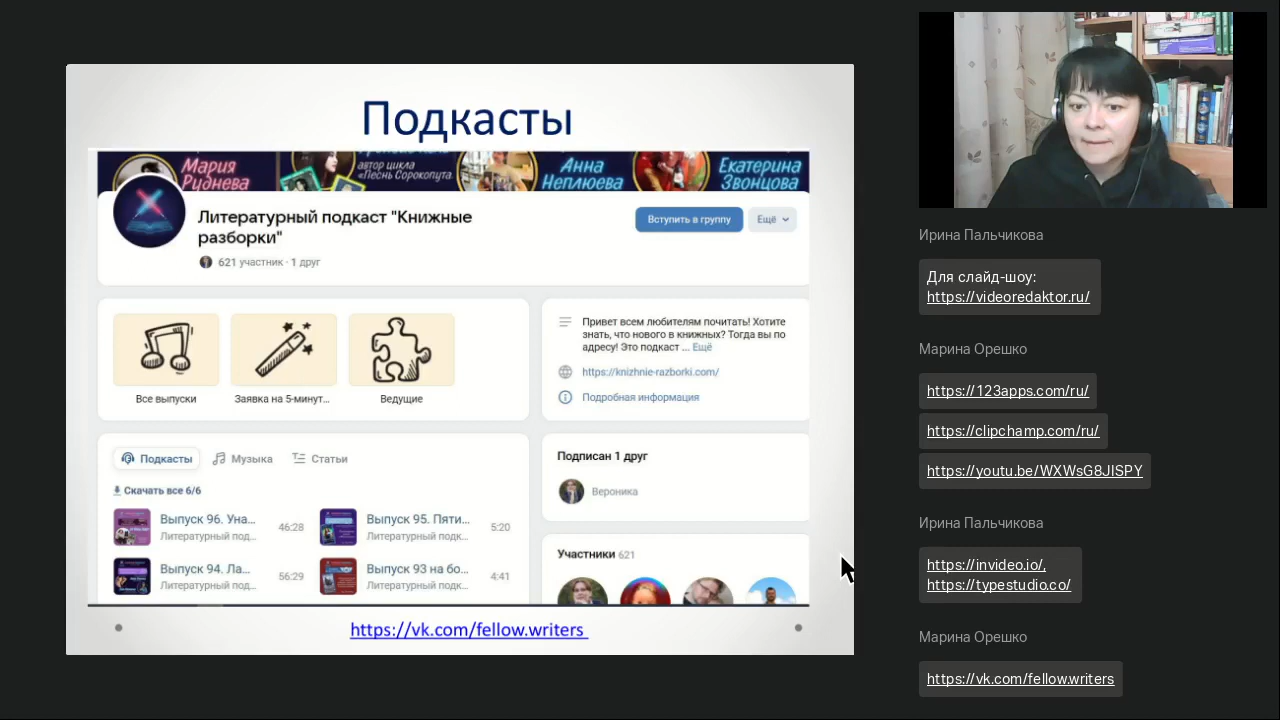 Подкасты
Мария
Руднева
автор цикла
«Песнь Сорокопута.
Анна
Неплюева
Екатерина
Звонцова
Литературный подкаст "Книжные
разборки"
621 участник · 1 друг
Вступить в группу
Ещё
Все выпуски
Заявка на 5-минут...
Ведущие
Привет всем любителям почитать! Хотите
знать, что нового в книжных? Тогда вы по
адресу! Это подкаст ... Ещё
https://knizhnie-razborki.com/
Подробная информация
Подкасты
Музыка
Статьи
Скачать все 6/6
Выпуск 96. Уна...
46:28
Литературный под...
Выпуск 95. Пяти...
5:20
Литературный подк...
Выпуск 94. Ла...
56:29
Литературный под...
Выпуск 93 на бо...
4:41
Литературный подк...
Подписан 1 друг
Вероника
Участники 621
https://vk.com/fellow.writers
Ирина Пальчикова
Для слайд-шоу:
https://videoredaktor.ru/
Марина Орешко
https://123apps.com/ru/
https://clipchamp.com/ru/
https://youtu.be/WXWsG8JlSPY
Ирина Пальчикова
https://invideo.io/,
https://typestudio.co/
Марина Орешко
https://vk.com/fellow.writers